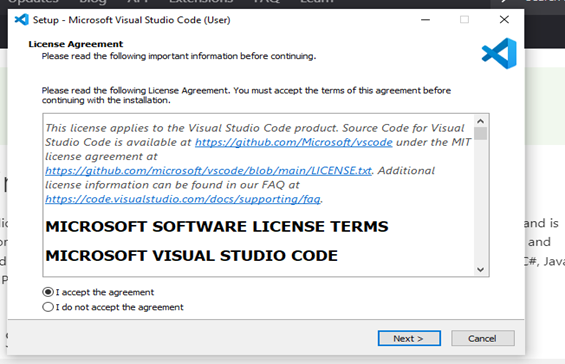 Updates Blog API Extensions FAQ Learn
Setup - Microsoft Visual Studio Code (User)
License Agreement
Please read the following important information before continuing.
Please read the following License Agreement. You must accept the terms of this agreement before
continuing with the installation.
This license applies to the Visual Studio Code product. Source Code for Visual
Studio Code is available at https://github.com/Microsoft/vscode under the MIT
license agreement at
https://github.com/microsoft/vscode/blob/main/LICENSE.txt. Additional
license information can be found in our FAQ at
https://code.visualstudio.com/docs/supporting/faq.
MICROSOFT SOFTWARE LICENSE TERMS
MICROSOFT VISUAL STUDIO CODE
and is
and
C#, Java
I accept the agreement
I do not accept the agreement
Next >
Cancel